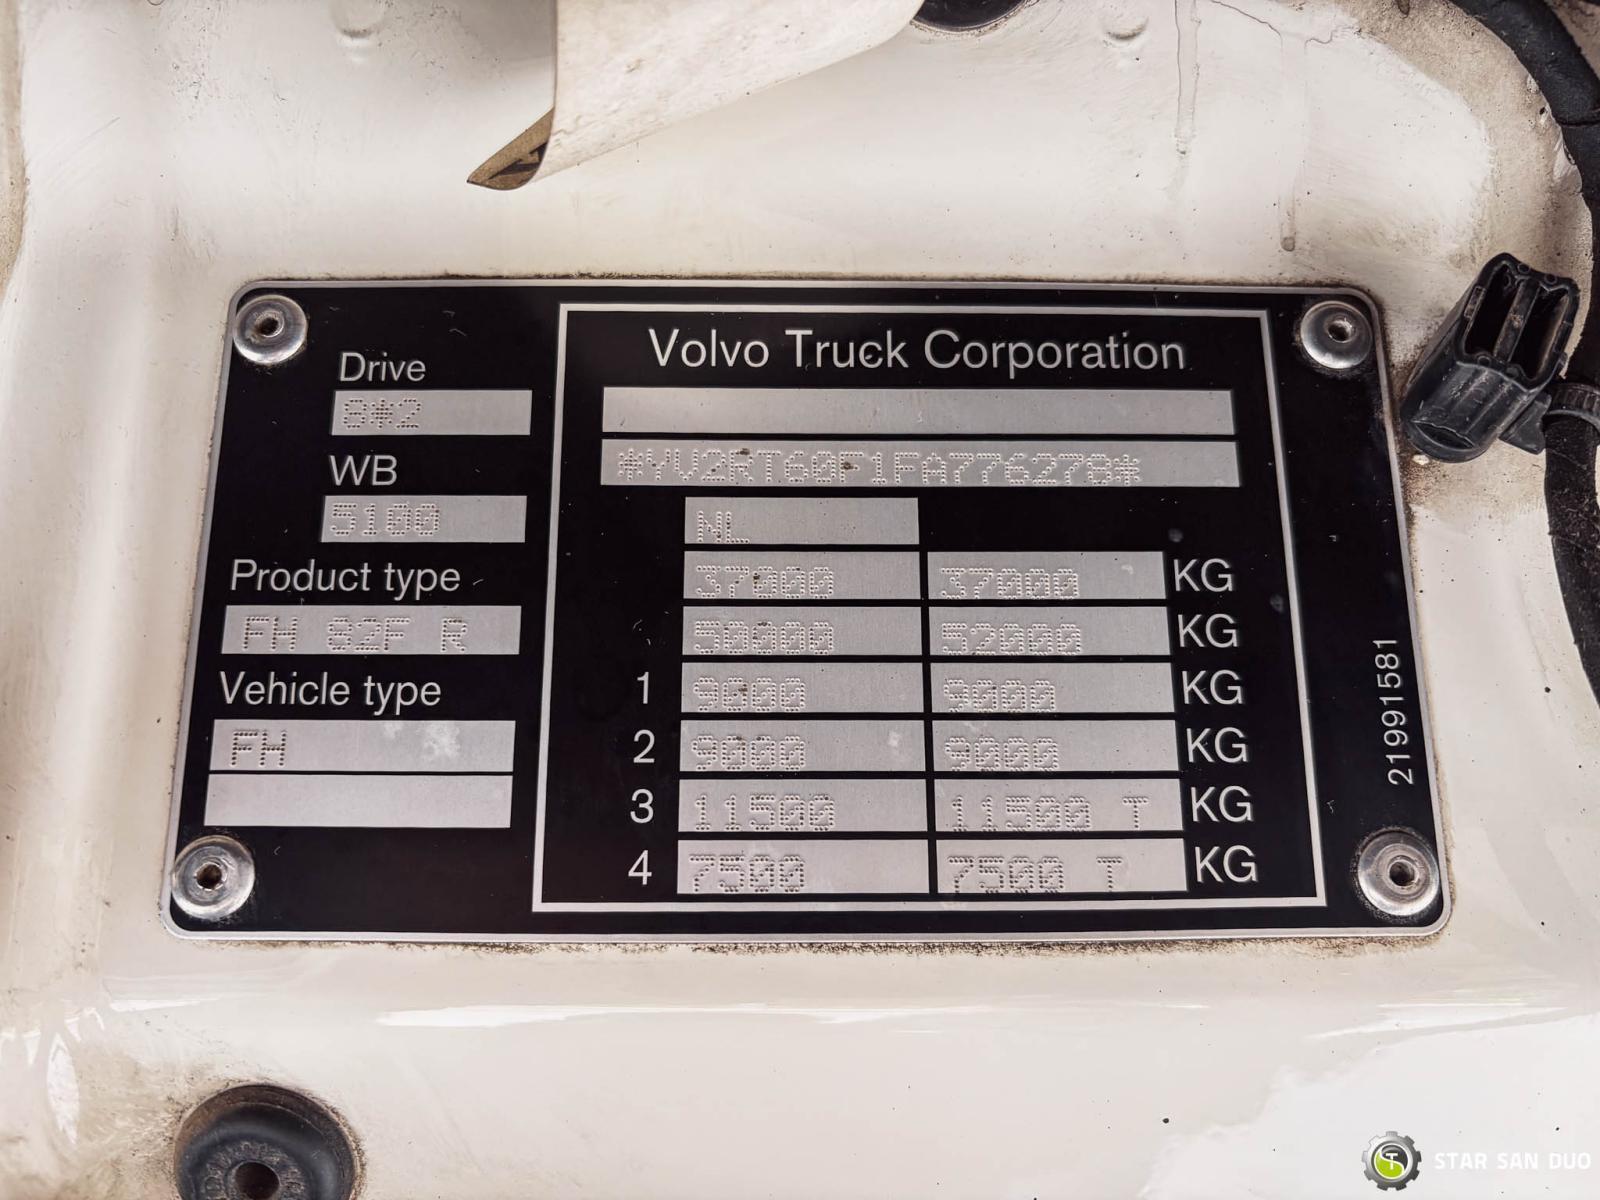 Drive
8*2
WB
5100
Product type
FH 82F R
Vehicle type
FH
Volvo Truck Corporation
*YV2RT60F1FA776278*
NL
37000 37000 KG
50000 52000 KG
1 9000 9000 KG
2 9000 9000 KG
3 11500 11500 T KG
4 7500 7500 T KG
21991581
STAR SAN DUO